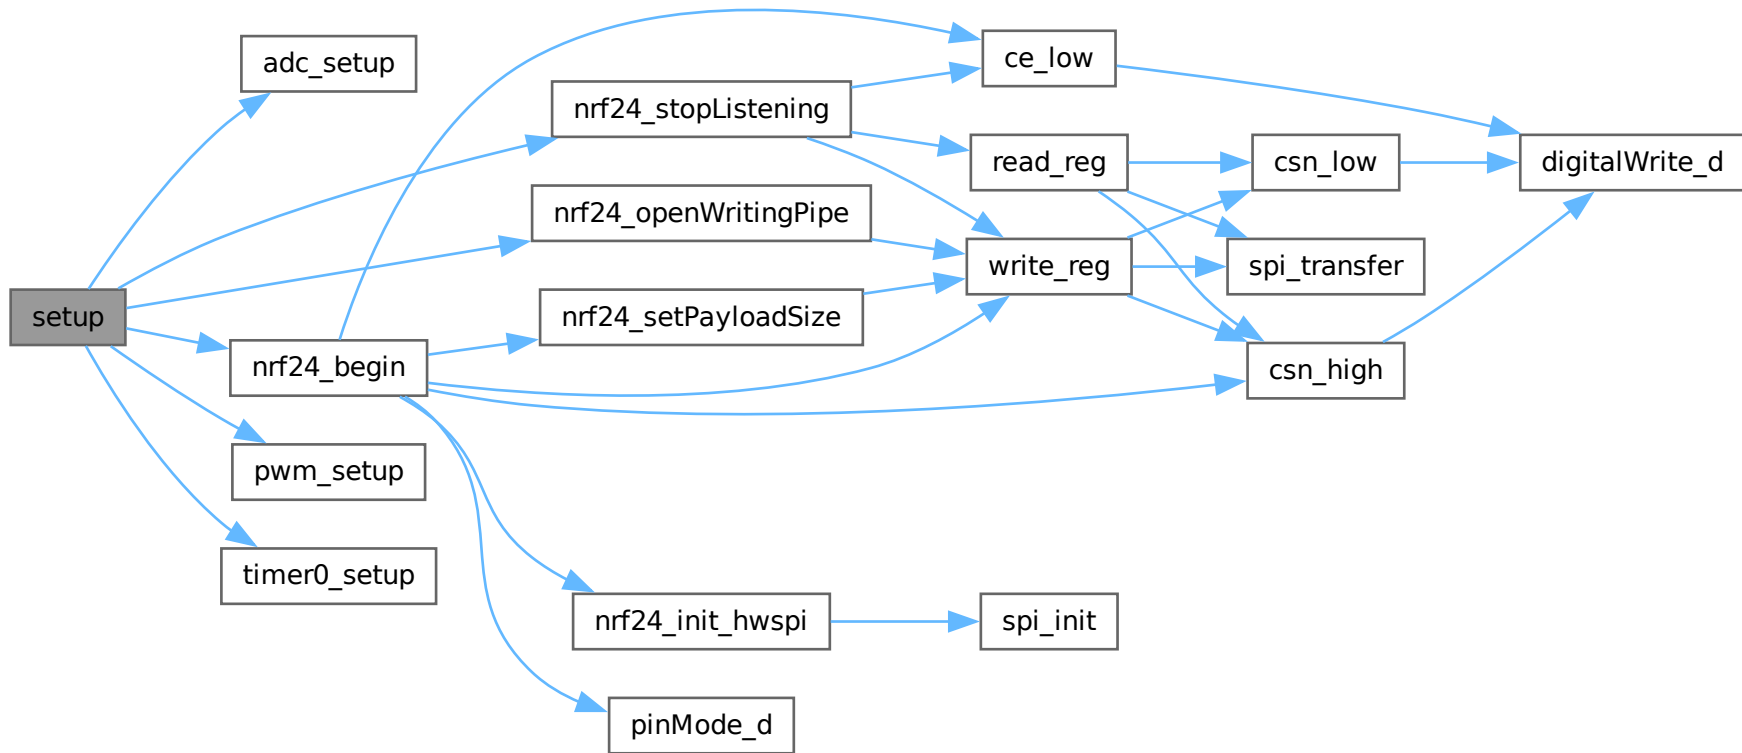 setup
adc_setup
nrf24_stopListening
nrf24_openWritingPipe
nrf24_begin
nrf24_setPayloadSize
pwm_setup
timer0_setup
nrf24_init_hwspi
pinMode_d
ce_low
read_reg
write_reg
spi_init
csn_low
spi_transfer
csn_high
digitalWrite_d